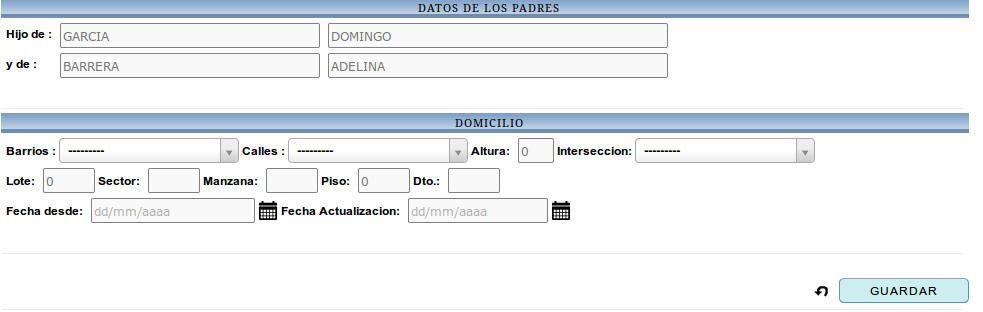 DATOS DE LOS PADRES
Hijo de : GARCIA DOMINGO
y de : BARRERA ADELINA
DOMICILIO
Barrios : --------- Calles : --------- Altura: 0 Interseccion: ---------
Lote: 0 Sector: Manzana: Piso: 0 Dto.:
Fecha desde: dd/mm/aaaa Fecha Actualizacion: dd/mm/aaaa
GUARDAR